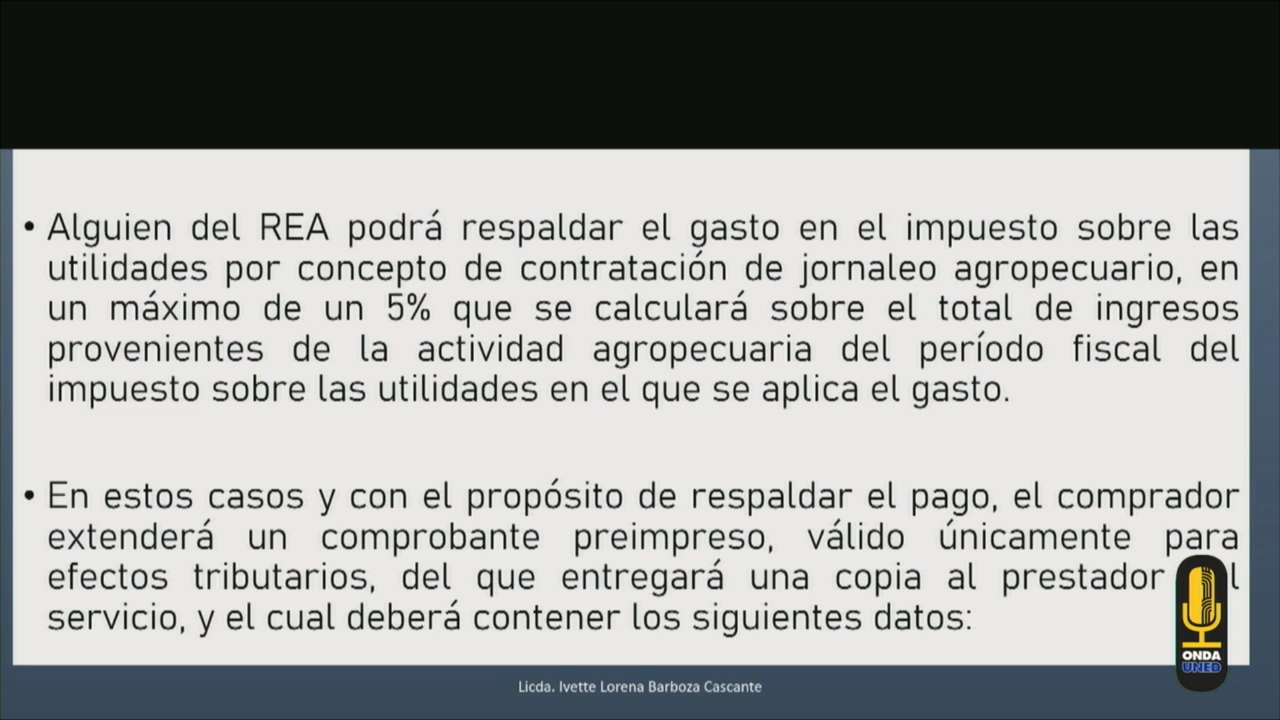 • Alguien del REA podrá respaldar el gasto en el impuesto sobre las
utilidades por concepto de contratación de jornaleo agropecuario, en
un máximo de un 5% que se calculará sobre el total de ingresos
provenientes de la actividad agropecuaria del período fiscal del
impuesto sobre las utilidades en el que se aplica el gasto.
• En estos casos y con el propósito de respaldar el pago, el comprador
extenderá un comprobante preimpreso, válido únicamente para
efectos tributarios, del que entregará una copia al prestador
servicio, y el cual deberá contener los siguientes datos:
ONDA
UNED
Licda. Ivette Lorena Barboza Cascante